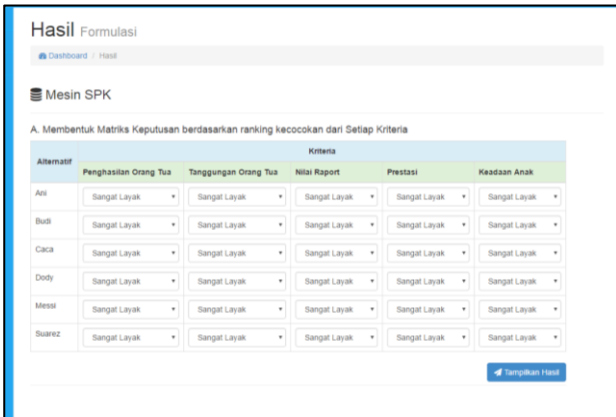 Hasil Formulasi
Dashboard / Hasil
Mesin SPK
A. Membentuk Matriks Keputusan berdasarkan ranking kecocokan dari Setiap Kriteria
Alternatif Kriteria
Penghasilan Orang Tua Tanggungan Orang Tua Nilai Raport Prestasi Keadaan Anak
Ani Sangat Layak Sangat Layak Sangat Layak Sangat Layak Sangat Layak
Budi Sangat Layak Sangat Layak Sangat Layak Sangat Layak Sangat Layak
Caca Sangat Layak Sangat Layak Sangat Layak Sangat Layak Sangat Layak
Dody Sangat Layak Sangat Layak Sangat Layak Sangat Layak Sangat Layak
Messi Sangat Layak Sangat Layak Sangat Layak Sangat Layak Sangat Layak
Suarez Sangat Layak Sangat Layak Sangat Layak Sangat Layak Sangat Layak
Tampilkan Hasil